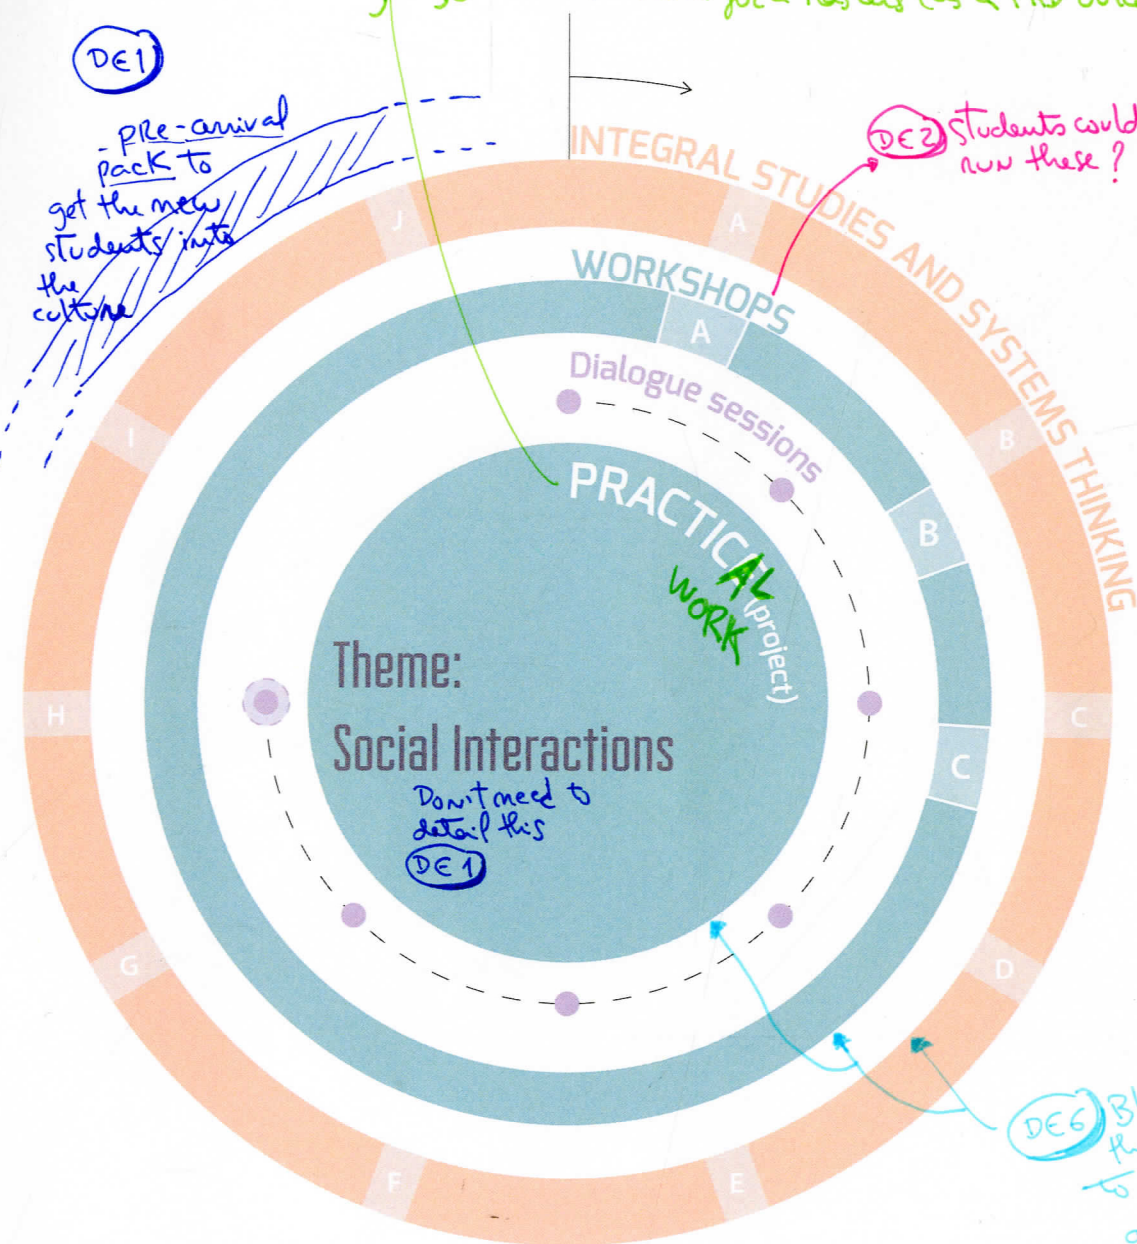 DE1
- PRE-arrival
pack to
get the new
students into
the
culture
INTEGRAL STUDIES AND SYSTEMS THINKING
DE2 students could
run these?
J
A
WORKSHOPS
A
Dialogue sessions
I
B
PRACTICAL (project)
WORK
B
Theme:
Social Interactions
H
C
C
Don't need to
detail this
DE1
G
D
DE6
F
E